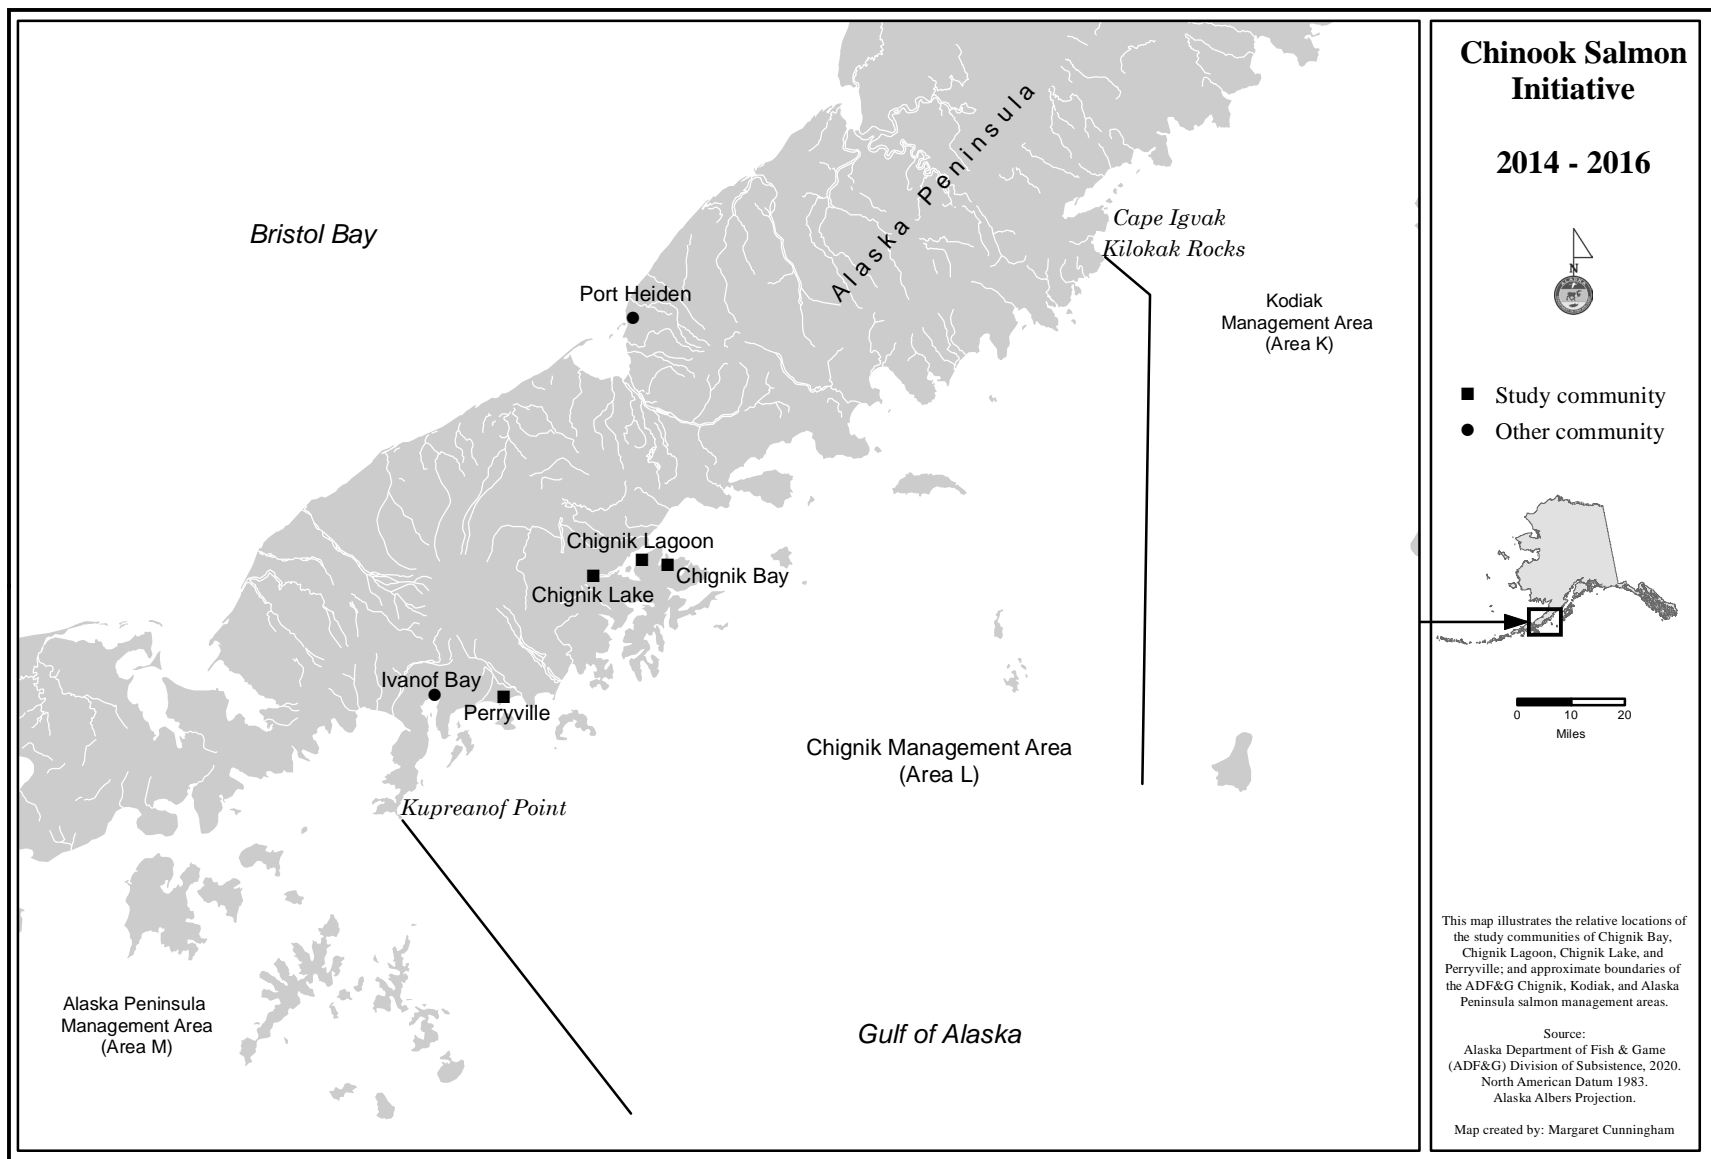 Chinook Salmon
Initiative
2014 - 2016
Bristol Bay
Alaska Peninsula
Cape Igvak
Kilokak Rocks
Port Heiden
Kodiak
Management Area
(Area K)
Chignik Lagoon
Chignik Bay
Chignik Lake
Ivanof Bay
Perryville
Chignik Management Area
(Area L)
Kupreanof Point
Alaska Peninsula
Management Area
(Area M)
Gulf of Alaska
N
Study community
Other community
0 10 20
Miles
This map illustrates the relative locations of
the study communities of Chignik Bay,
Chignik Lagoon, Chignik Lake, and
Perryville; and approximate boundaries of
the ADF&G Chignik, Kodiak, and Alaska
Peninsula salmon management areas.
Source:
Alaska Department of Fish & Game
(ADF&G) Division of Subsistence, 2020.
North American Datum 1983.
Alaska Albers Projection.
Map created by: Margaret Cunningham